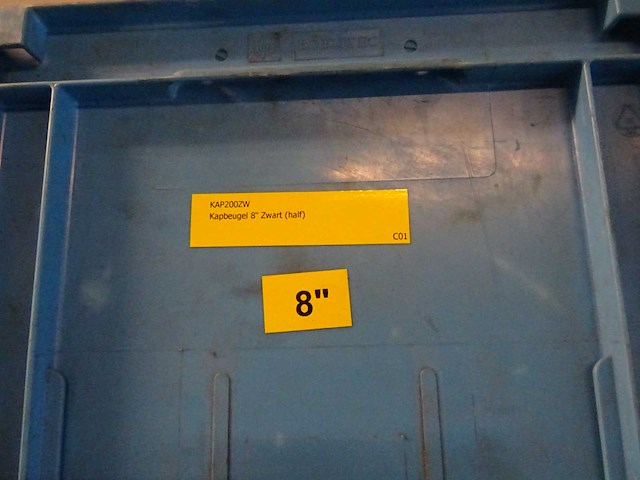 KAP200ZW
Kapbeugel 8" Zwart (half)
C01
8"